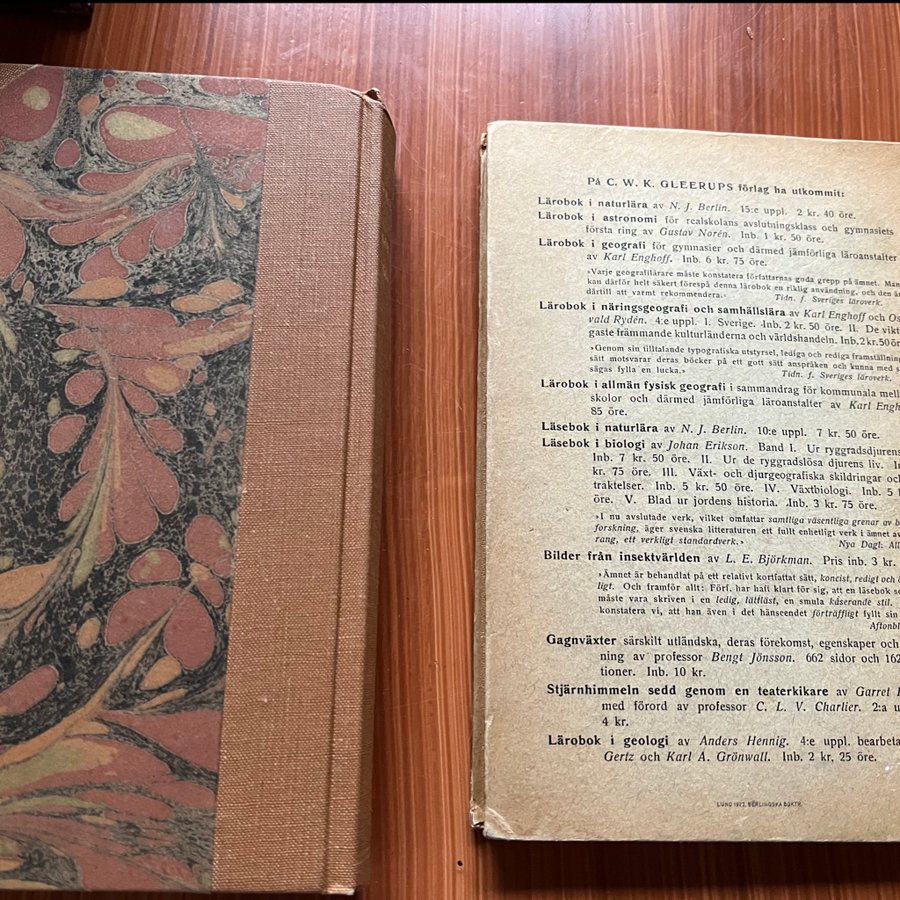 På C. W. K. GLEERUPS förlag ha utkommit:
Lärobok i naturlära av N. J. Berlin. 15:e uppl. 2 kr. 40 öre.
Lärobok i astronomi för realskolans avslutningsklass och gymnasiets
första ring av Gustav Norén. Inb. 1 kr. 50 öre.
Lärobok i geografi för gymnasier och därmed jämförliga läroanstalter
av Karl Enghoff. Inb. 6 kr. 75 öre.
»Varje geografilärare måste konstatera författarnas goda grepp på ämnet. Man
kan därför helt säkert förespå denna lärobok en riklig användning, och den är
därtill att varmt rekommendera.» Tidn. f. Sveriges läroverk.
Lärobok i näringsgeografi och samhällslära av Karl Enghoff och Os-
vald Rydén. 4:e uppl. I. Sverige. Inb. 2 kr. 50 öre. II. De vikt
gaste främmande kulturländerna och världshandeln. Inb. 2 kr. 50 öre
»Genom sin tilltalande typografiska utstyrsel, lediga och rediga framställning
sätt motsvarar deras böcker på ett gott sätt anspråken och kunna med s
sägas fylla en lucka.» Tidn. f. Sveriges läroverk.
Lärobok i allmän fysisk geografi i sammandrag för kommunala mell
skolor och därmed jämförliga läroanstalter av Karl Engh
85 öre.
Läsebok i naturlära av N. J. Berlin. 10:e uppl. 7 kr. 50 öre.
Läsebok i biologi av Johan Erikson. Band I. Ur ryggradsdjurens
Inb. 7 kr. 50 öre. II. Ur de ryggradslösa djurens liv. In
kr. 75 öre. III. Växt- och djurgeografiska skildringar och
traktelser. Inb. 5 kr. 50 öre. IV. Växtbiologi. Inb. 5 k
öre. V. Blad ur jordens historia. Inb. 3 kr. 75 öre.
»I nu avslutade verk, vilket omfattar samtliga väsentliga grenar av b
forskning, äger svenska litteraturen ett fullt enhetligt verk i ämnet av
rang, ett verkligt standardverk.» Nya Dagl. All
Bilder från insektvärlden av L. E. Björkman. Pris inb. 3 kr.
»Ämnet är behandlat på ett relativt kortfattat sätt, koncist, redigt och
ligt. Och framför allt: Förf. har haft klart för sig, att en läsebok so
måste vara skriven i en ledig, lättläst, en smula kåserande stil.
konstatera vi, att han även i det hänseendet förträffligt fyllt sin
Aftonbl
Gagnväxter särskilt utländska, deras förekomst, egenskaper och
ning av professor Bengt Jönsson. 662 sidor och 162
tioner. Inb. 10 kr.
Stjärnhimmeln sedd genom en teaterkikare av Garret
med förord av professor C. L. V. Charlier. 2:a u
4 kr.
Lärobok i geologi av Anders Hennig. 4:e uppl. bearbeta
Gertz och Karl A. Grönwall. Inb. 2 kr. 25 öre.
LUND 1922, BERLINGSKA BOKTR.